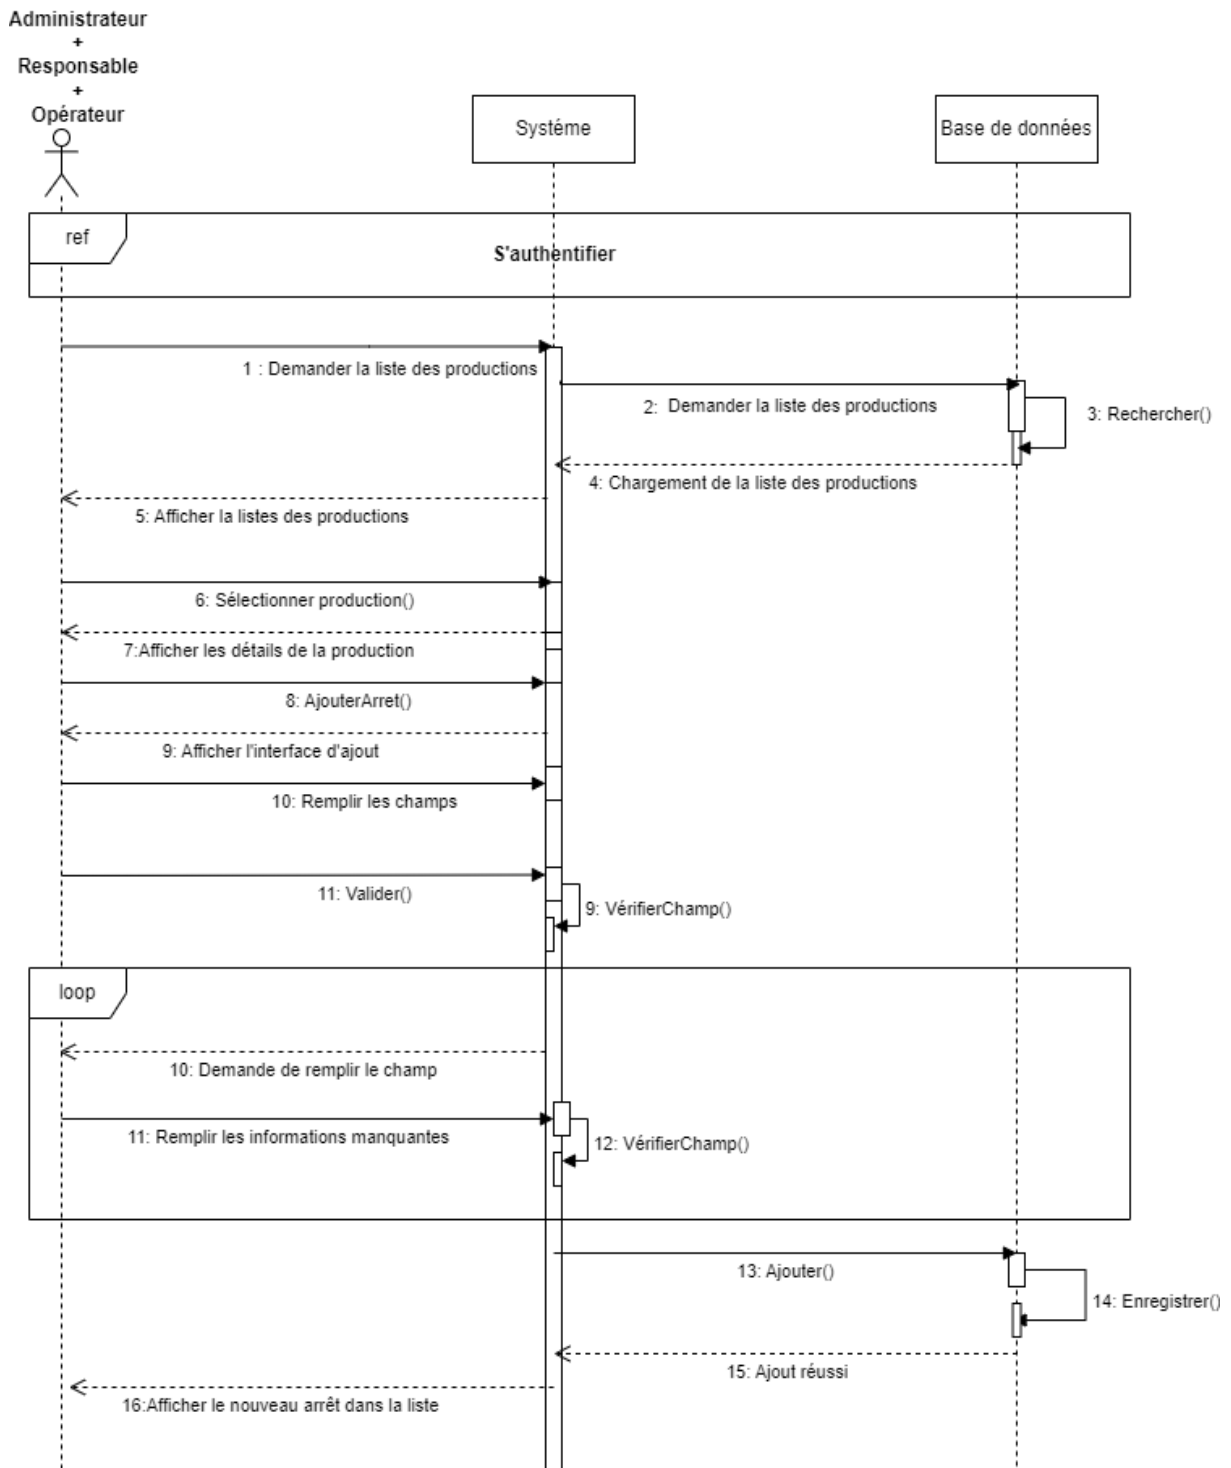 Administrateur
+
Responsable
+
Opérateur
Systéme
Base de données
ref
S'authentifier
1 : Demander la liste des productions
2:  Demander la liste des productions
3: Rechercher()
4: Chargement de la liste des productions
5: Afficher la listes des productions
6: Sélectionner production()
7:Afficher les détails de la production
8: AjouterArret()
9: Afficher l'interface d'ajout
10: Remplir les champs
11: Valider()
9: VérifierChamp()
loop
10: Demande de remplir le champ
11: Remplir les informations manquantes
12: VérifierChamp()
13: Ajouter()
14: Enregistrer()
15: Ajout réussi
16:Afficher le nouveau arrêt dans la liste